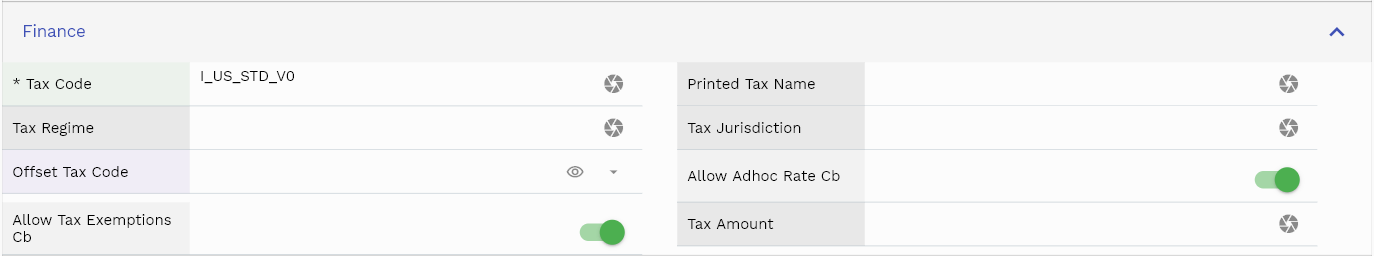 Finance
* Tax Code
I_US_STD_V0
Printed Tax Name
Tax Regime
Tax Jurisdiction
Offset Tax Code
Allow Adhoc Rate Cb
Allow Tax Exemptions
Cb
Tax Amount